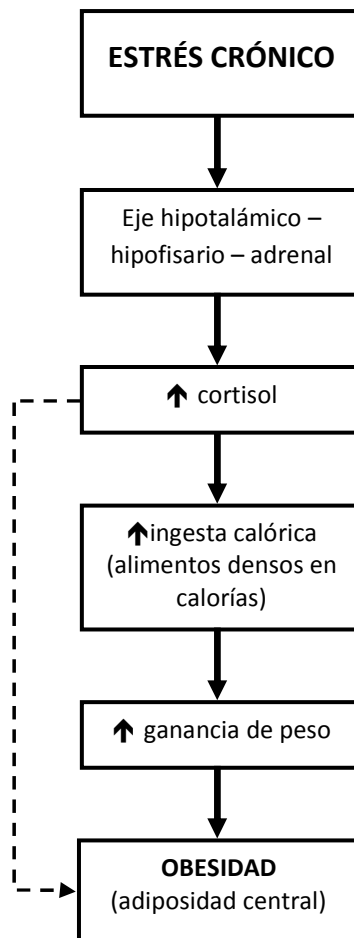 ESTRÉS CRÓNICO
Eje hipotalámico –
hipofisario – adrenal
↑ cortisol
↑ingesta calórica
(alimentos densos en
calorías)
↑ ganancia de peso
OBESIDAD
(adiposidad central)